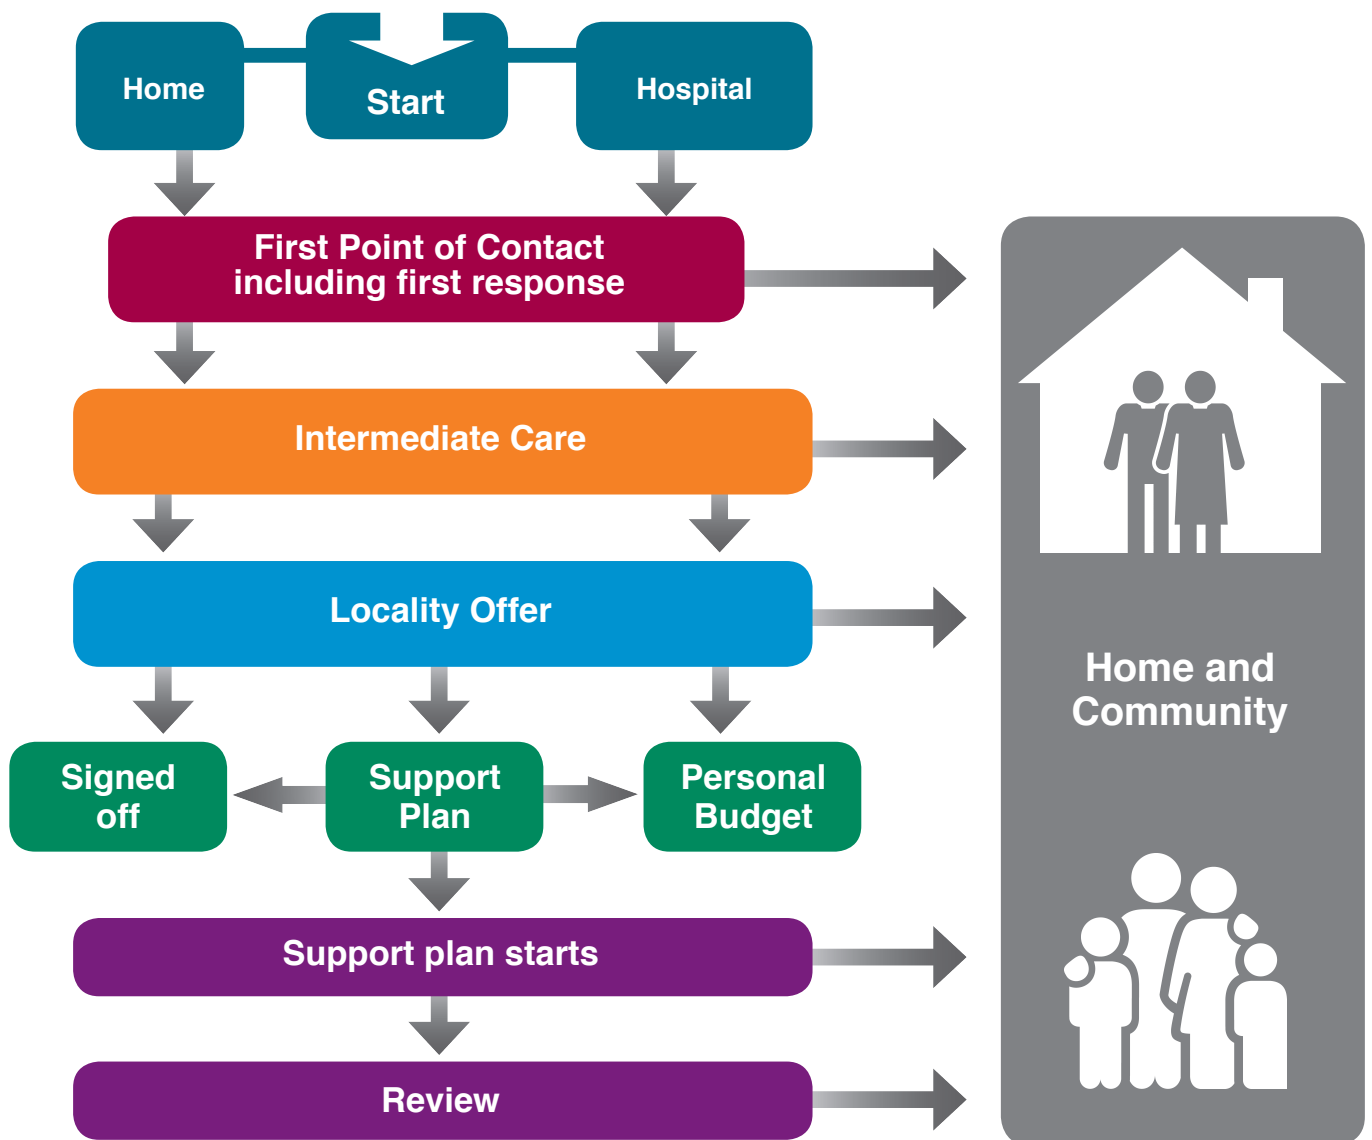 Home
Start
Hospital
First Point of Contact
including first response
Intermediate Care
Locality Offer
Home and
Community
Signed
off
Support
Plan
Personal
Budget
Support plan starts
Review